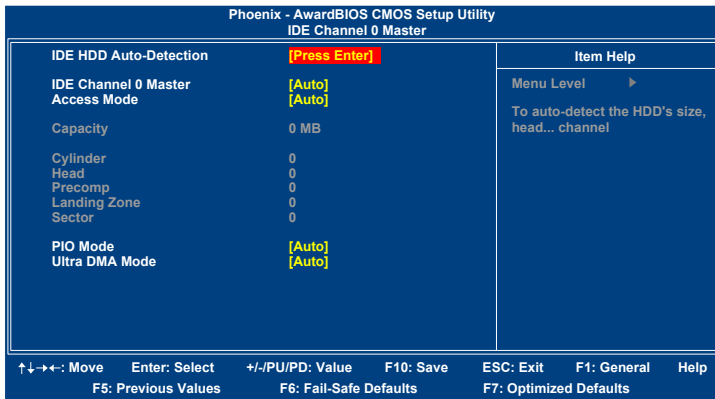 Phoenix - AwardBIOS CMOS Setup Utility
IDE Channel 0 Master
IDE HDD Auto-Detection [Press Enter]
IDE Channel 0 Master [Auto]
Access Mode [Auto]
Capacity 0 MB
Cylinder 0
Head 0
Precomp 0
Landing Zone 0
Sector 0
PIO Mode [Auto]
Ultra DMA Mode [Auto]
Item Help
Menu Level ▶
To auto-detect the HDD's size,
head... channel
↑↓→←: Move Enter: Select +/-/PU/PD: Value F10: Save ESC: Exit F1: General Help
F5: Previous Values F6: Fail-Safe Defaults F7: Optimized Defaults